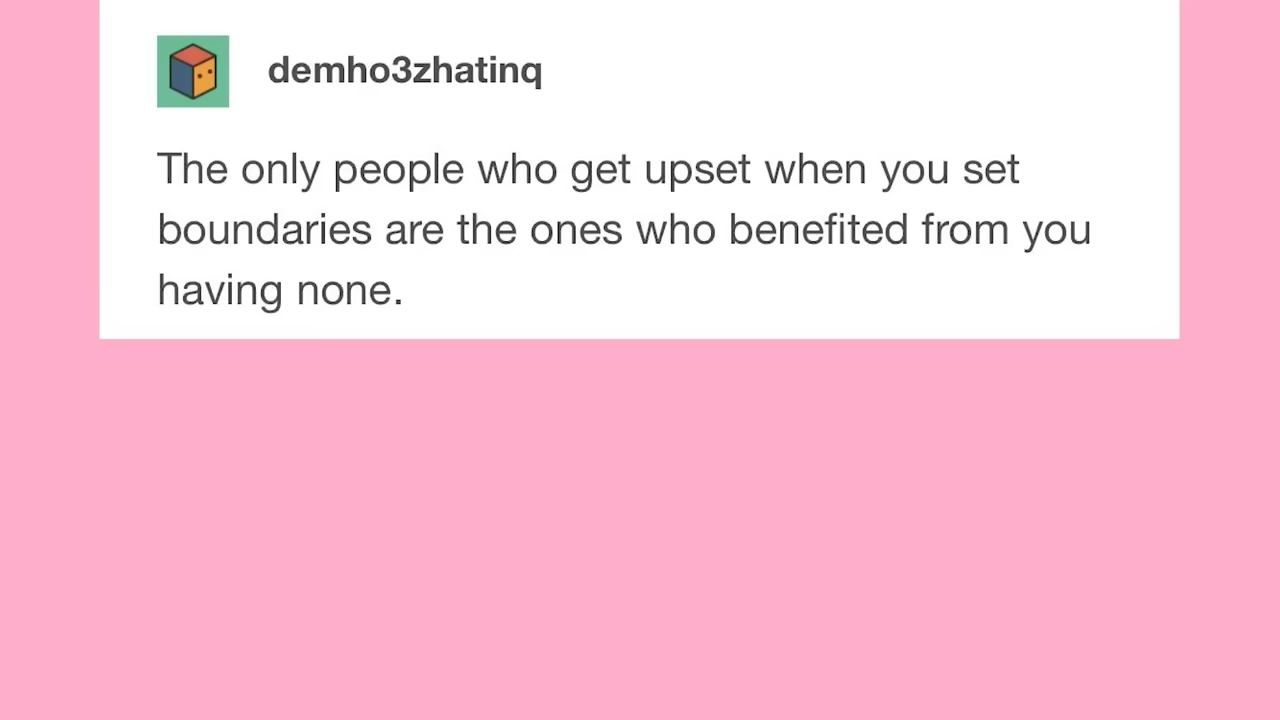 demho3zhatinq
The only people who get upset when you set
boundaries are the ones who benefited from you
having none.